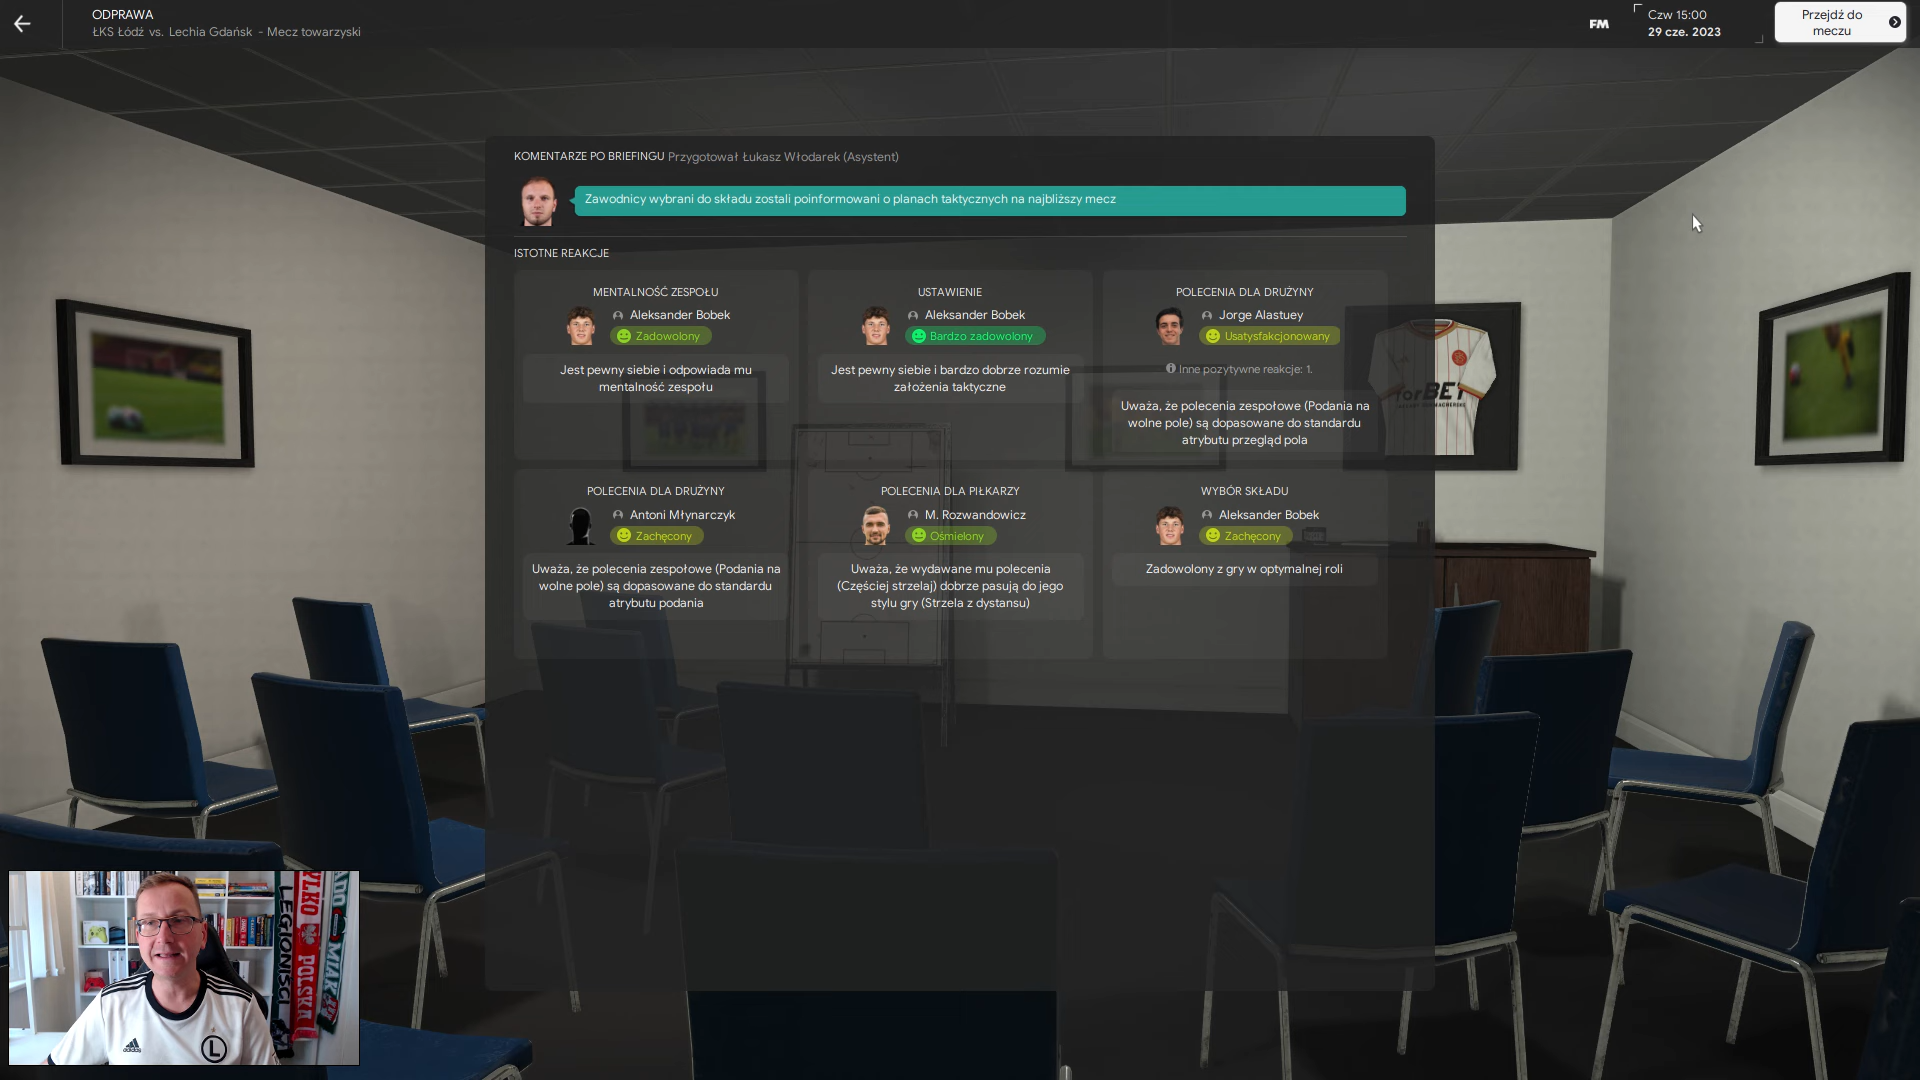 ODPRAWA
ŁKS Łódź vs. Lechia Gdańsk - Mecz towarzyski
FM
Czw 15:00
29 cze. 2023
Przejdź do
meczu
KOMENTARZE PO BRIEFINGU Przygotował Łukasz Włodarek (Asystent)
Zawodnicy wybrani do składu zostali poinformowani o planach taktycznych na najbliższy mecz
ISTOTNE REAKCJE
MENTALNOŚĆ ZESPOŁU
Aleksander Bobek
Zadowolony
Jest pewny siebie i odpowiada mu
mentalność zespołu
USTAWIENIE
Aleksander Bobek
Bardzo zadowolony
Jest pewny siebie i bardzo dobrze rozumie
założenia taktyczne
POLECENIA DLA DRUŻYNY
Jorge Alastuey
Usatysfakcjonowany
Inne pozytywne reakcje: 1.
Uważa, że polecenia zespołowe (Podania na
wolne pole) są dopasowane do standardu
atrybutu przegląd pola
forBET
POLECENIA DLA DRUŻYNY
Antoni Młynarczyk
Zachęcony
Uważa, że polecenia zespołowe (Podania na
wolne pole) są dopasowane do standardu
atrybutu podania
POLECENIA DLA PIŁKARZY
M. Rozwandowicz
Ośmielony
Uważa, że wydawane mu polecenia
(Częściej strzelaj) dobrze pasują do jego
stylu gry (Strzela z dystansu)
WYBÓR SKŁADU
Aleksander Bobek
Zachęcony
Zadowolony z gry w optymalnej roli
LEGIONIŚCI
POLSKA
adidas
L